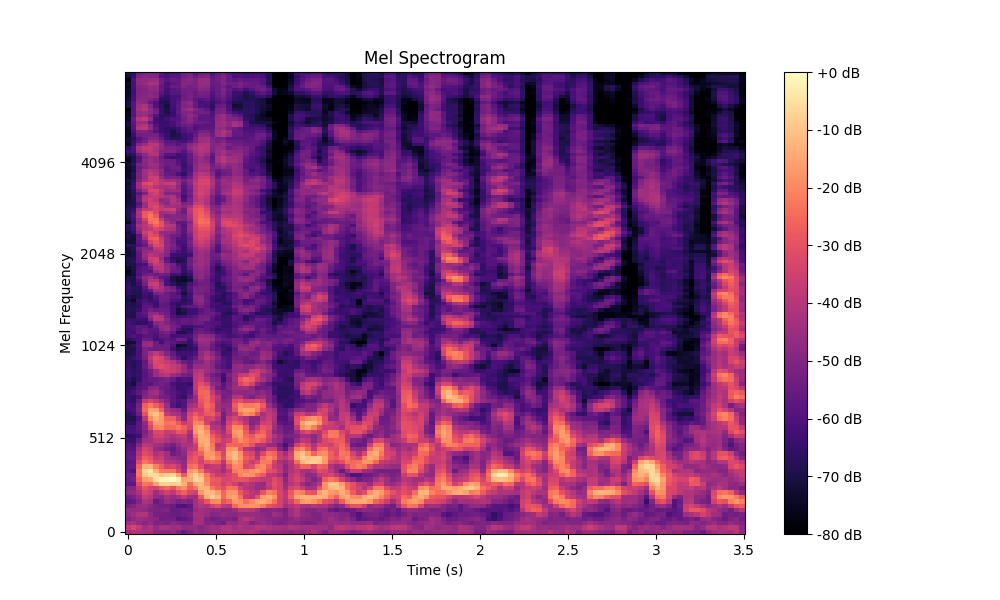 Mel Spectrogram
+0 dB
-10 dB
-20 dB
-30 dB
-40 dB
-50 dB
-60 dB
-70 dB
-80 dB
Mel Frequency
4096
2048
1024
512
0
0
0.5
1
1.5
2
2.5
3
3.5
Time (s)